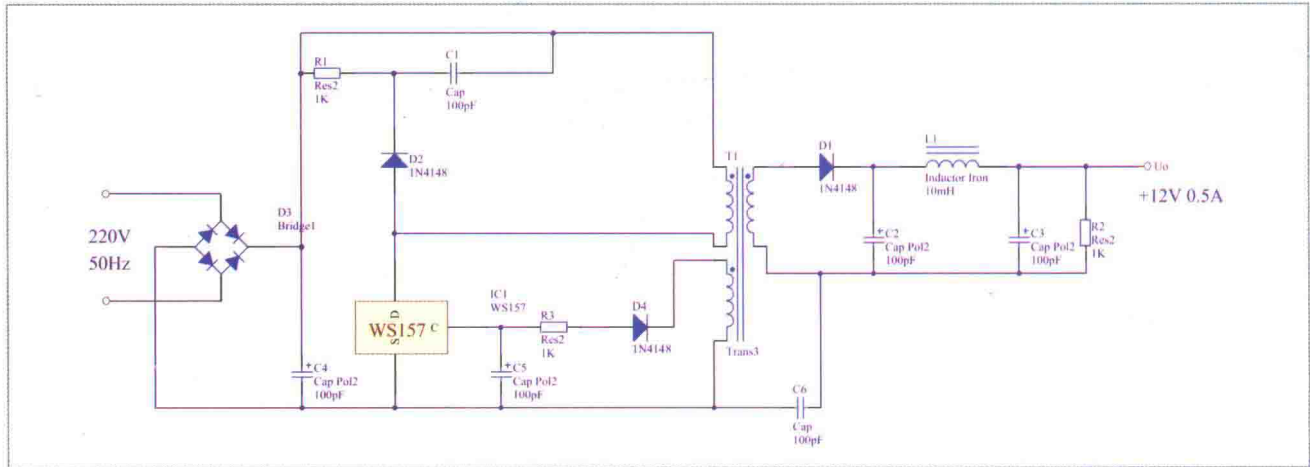 R1
Res2
1K
C1
Cap
100pF
D2
1N4148
D3
Bridge1
220V
50Hz
T1
Trans3
D1
1N4148
L1
Inductor Iron
10mH
Uo
+12V 0.5A
C2
Cap Pol2
100pF
C3
Cap Pol2
100pF
R2
Res2
1K
IC1
WS157
WS157
D
S
C
R3
Res2
1K
D4
1N4148
C4
Cap Pol2
100pF
C5
Cap Pol2
100pF
C6
Cap
100pF